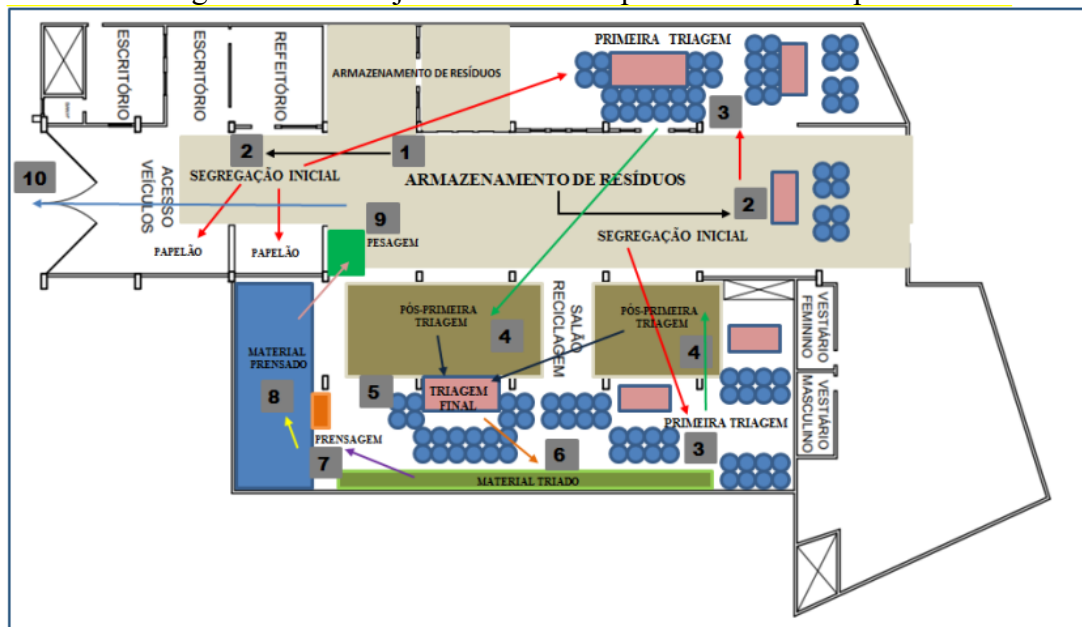 ESCRITÓRIO
ESCRITÓRIO
REFEITÓRIO
ARMAZENAMENTO DE RESÍDUOS
PRIMEIRA TRIAGEM
3
2
1
SEGREGAÇÃO INICIAL
ARMAZENAMENTO DE RESÍDUOS
10
ACESSO
VEÍCULOS
2
9
SEGREGAÇÃO INICIAL
PAPELÃO
PAPELÃO
PESAGEM
SALÃO
RECICLAGEM
PÓS-PRIMEIRA
TRIAGEM
4
PÓS-PRIMEIRA
TRIAGEM
4
VESTIÁRIO
FEMININO
VESTIÁRIO
MASCULINO
MATERIAL
PRENSADO
8
5
TRIAGEM
FINAL
PRIMEIRA TRIAGEM
3
PRENSAGEM
7
6
MATERIAL TRIADO